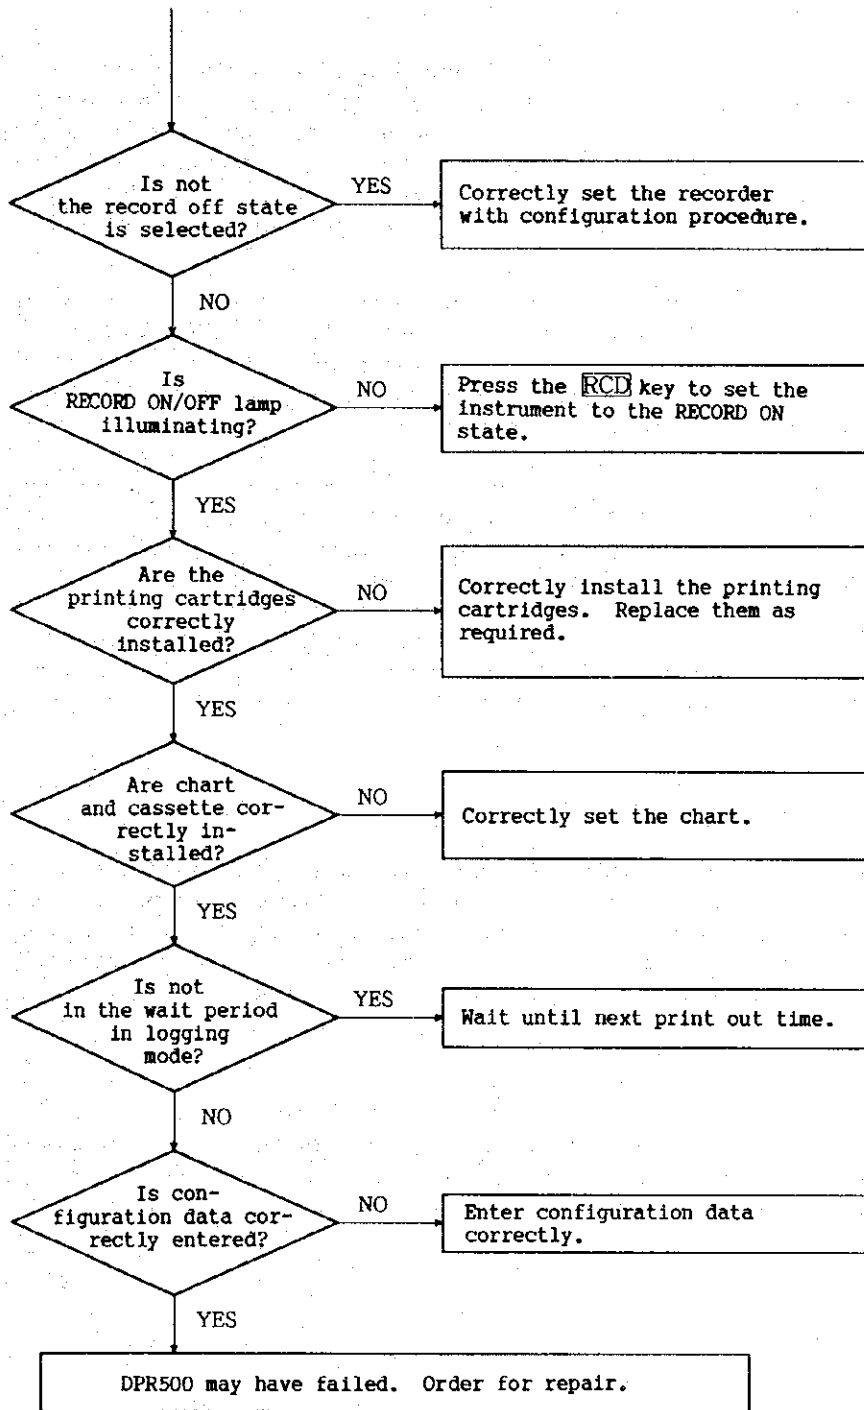 Is not
the record off state
is selected?
YES
Correctly set the recorder
with configuration procedure.
NO
Is
RECORD ON/OFF lamp
illuminating?
NO
Press the RCD key to set the
instrument to the RECORD ON
state.
YES
Are the
printing cartridges
correctly
installed?
NO
Correctly install the printing
cartridges. Replace them as
required.
YES
Are chart
and cassette cor-
rectly in-
stalled?
NO
Correctly set the chart.
YES
Is not
in the wait period
in logging
mode?
YES
Wait until next print out time.
NO
Is con-
figuration data cor-
rectly entered?
NO
Enter configuration data
correctly.
YES
DPR500 may have failed. Order for repair.